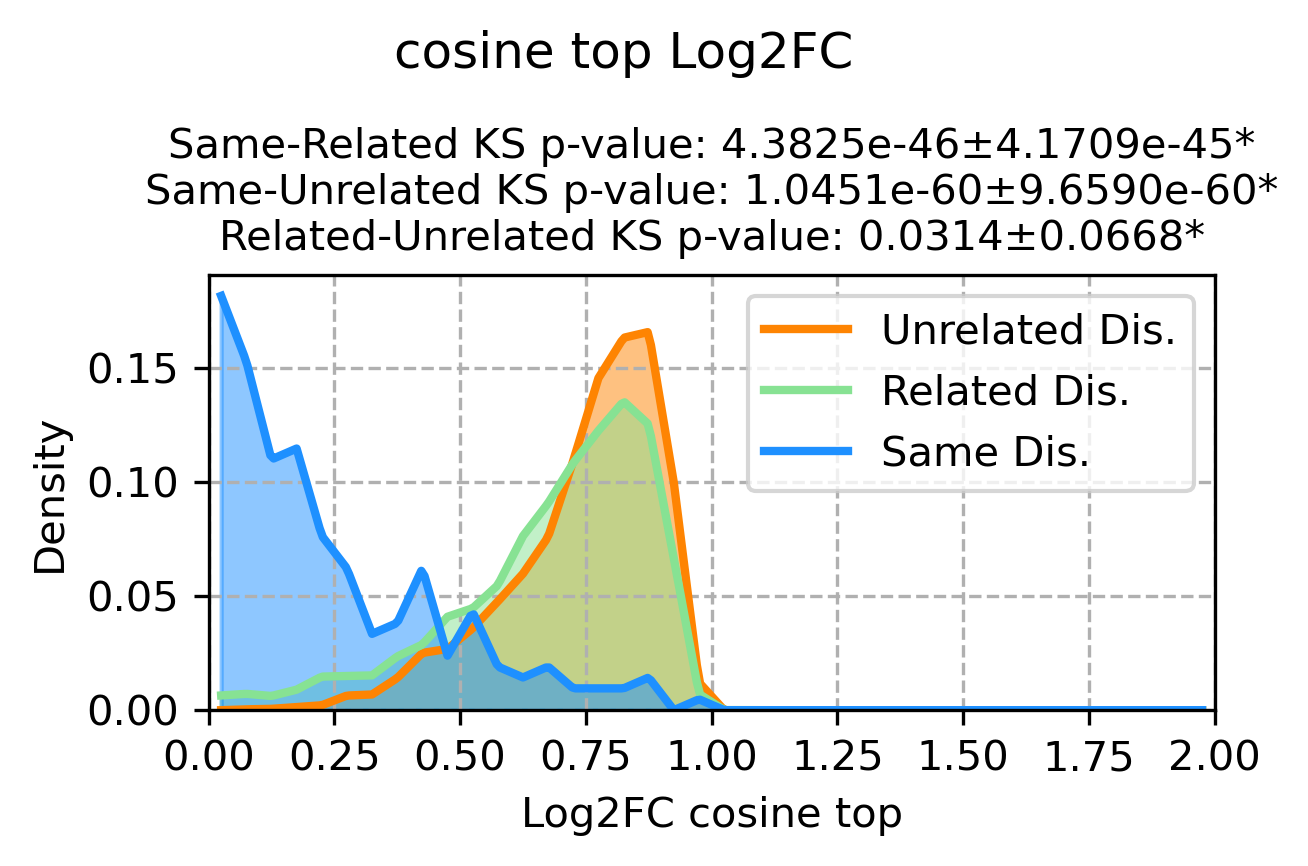 cosine top Log2FC
Same-Related KS p-value: 4.3825e-46±4.1709e-45*
Same-Unrelated KS p-value: 1.0451e-60±9.6590e-60*
Related-Unrelated KS p-value: 0.0314±0.0668*
Unrelated Dis.
Related Dis.
Same Dis.
Density
0.15
0.10
0.05
0.00
0.00 0.25 0.50 0.75 1.00 1.25 1.50 1.75 2.00
Log2FC cosine top